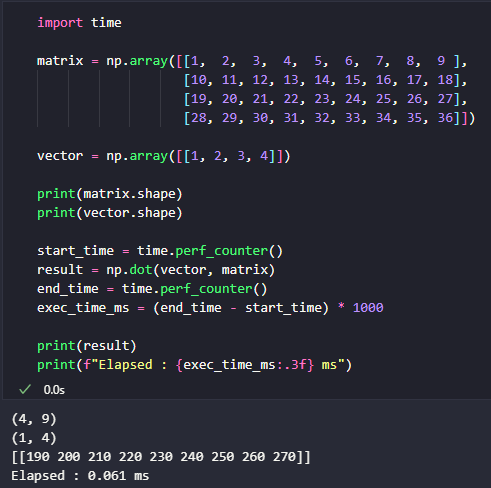 import time
matrix = np.array([[1, 2, 3, 4, 5, 6, 7, 8, 9 ],
[10, 11, 12, 13, 14, 15, 16, 17, 18],
[19, 20, 21, 22, 23, 24, 25, 26, 27],
[28, 29, 30, 31, 32, 33, 34, 35, 36]])
vector = np.array([[1, 2, 3, 4]])
print(matrix.shape)
print(vector.shape)
start_time = time.perf_counter()
result = np.dot(vector, matrix)
end_time = time.perf_counter()
exec_time_ms = (end_time - start_time) * 1000
print(result)
print(f"Elapsed : {exec_time_ms:.3f} ms")
0.0s
(4, 9)
(1, 4)
[[190 200 210 220 230 240 250 260 270]]
Elapsed : 0.061 ms